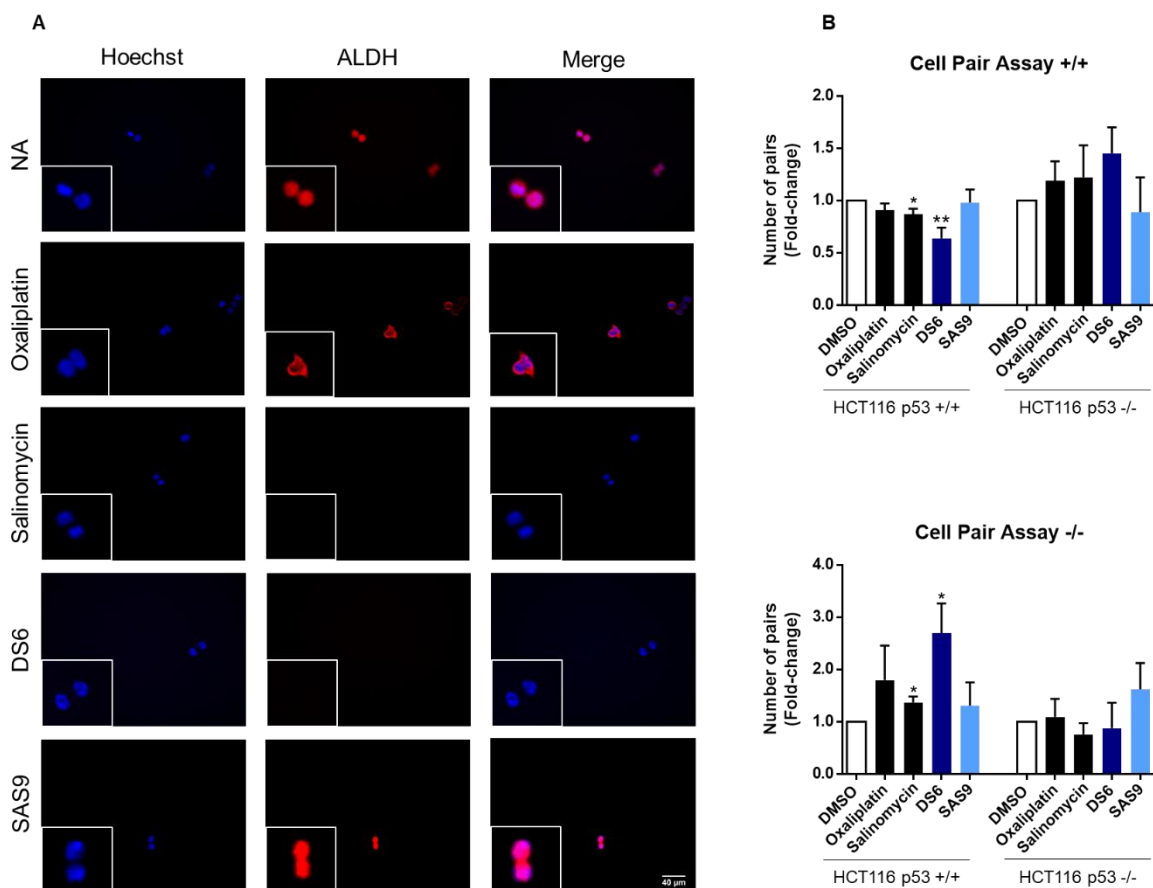 A
Hoechst
ALDH
Merge
NA
Oxaliplatin
Salinomycin
DS6
SAS9
40 µm
B
Cell Pair Assay +/+
Number of pairs
(Fold-change)
2.0
1.5
1.0
0.5
0.0
*
**
DMSO
Oxaliplatin
Salinomycin
DS6
SAS9
DMSO
Oxaliplatin
Salinomycin
DS6
SAS9
HCT116 p53 +/+
HCT116 p53 -/-
Cell Pair Assay -/-
Number of pairs
(Fold-change)
4.0
3.0
2.0
1.0
0.0
*
*
DMSO
Oxaliplatin
Salinomycin
DS6
SAS9
DMSO
Oxaliplatin
Salinomycin
DS6
SAS9
HCT116 p53 +/+
HCT116 p53 -/-